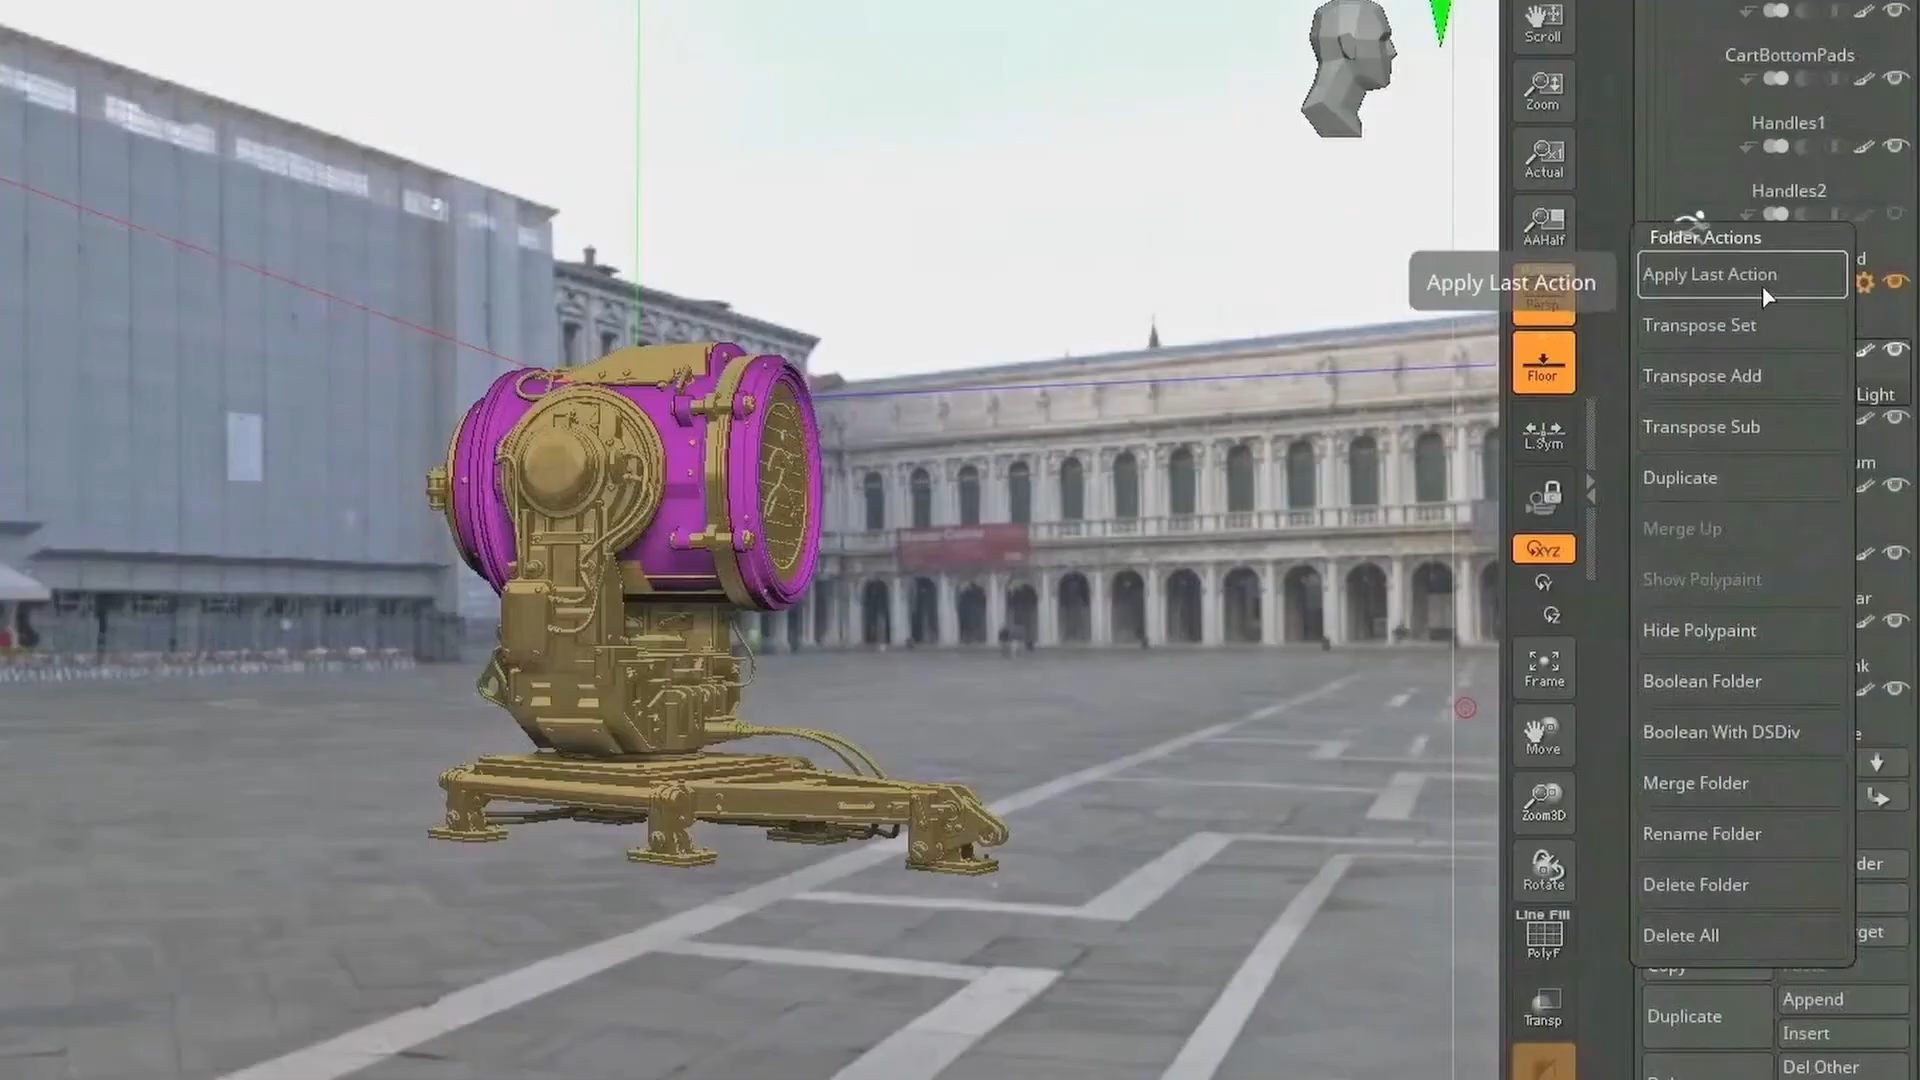 Scroll
Zoom
Actual
AAHalf
Persp
Floor
L.Sym
XYZ
Y
Z
Frame
Move
Zoom3D
Rotate
Line Fill
PolyF
Transp
Apply Last Action
CartBottomPads
Handles1
Handles2
Folder Actions
Apply Last Action
Transpose Set
Transpose Add
Transpose Sub
Duplicate
Merge Up
Show Polypaint
Hide Polypaint
Boolean Folder
Boolean With DSDiv
Merge Folder
Rename Folder
Delete Folder
Delete All
Light
Copy
Duplicate
Append
Insert
Del Other